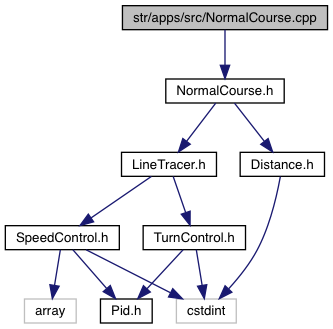 str/apps/src/NormalCourse.cpp
NormalCourse.h
LineTracer.h
Distance.h
SpeedControl.h
TurnControl.h
array
Pid.h
cstdint